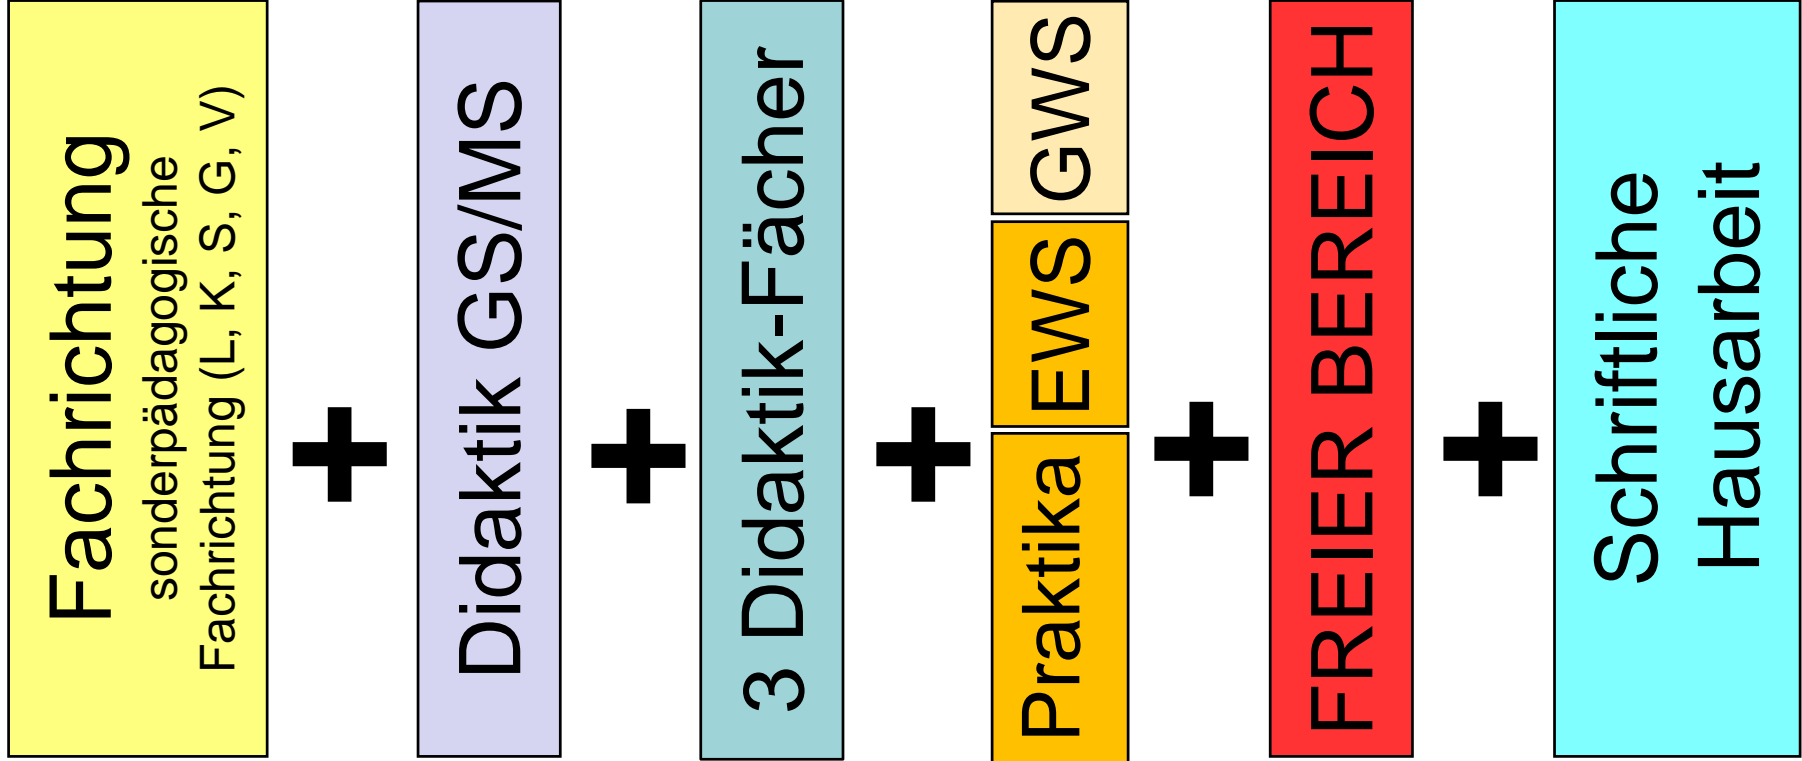 Fachrichtung
sonderpädagogische
Fachrichtung (L, K, S, G, V)
+
Didaktik GS/MS
+
3 Didaktik-Fächer
+
GWS
EWS
Praktika
+
FREIER BEREICH
+
Schriftliche
Hausarbeit